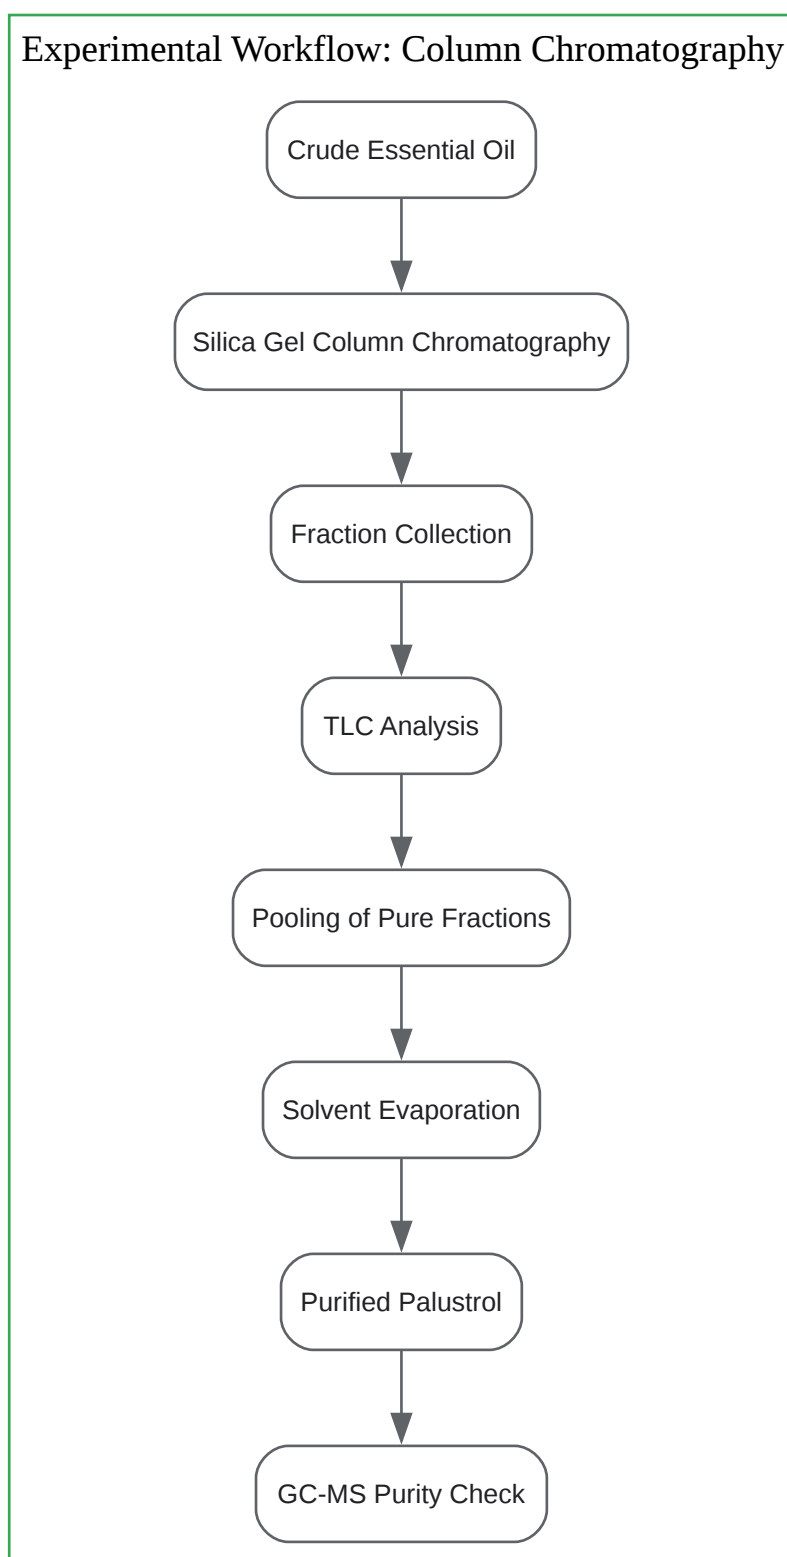 Experimental Workflow: Column Chromatography
Crude Essential Oil
Silica Gel Column Chromatography
Fraction Collection
TLC Analysis
Pooling of Pure Fractions
Solvent Evaporation
Purified Palustrol
GC-MS Purity Check